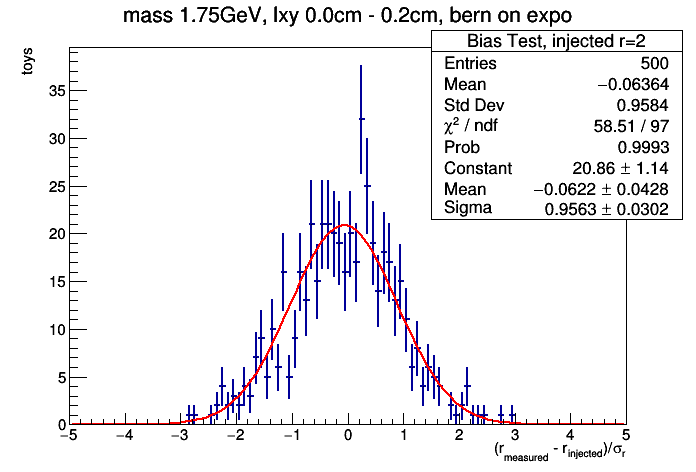 mass 1.75GeV, lxy 0.0cm - 0.2cm, bern on expo
Bias Test, injected r=2
Entries 500
Mean −0.06364
Std Dev 0.9584
χ² / ndf 58.51 / 97
Prob 0.9993
Constant 20.86 ± 1.14
Mean −0.0622 ± 0.0428
Sigma 0.9563 ± 0.0302
toys
35
30
25
20
15
10
5
0
−5 −4 −3 −2 −1 0 1 2 3 4 5
(r_measured - r_injected)/σ_r